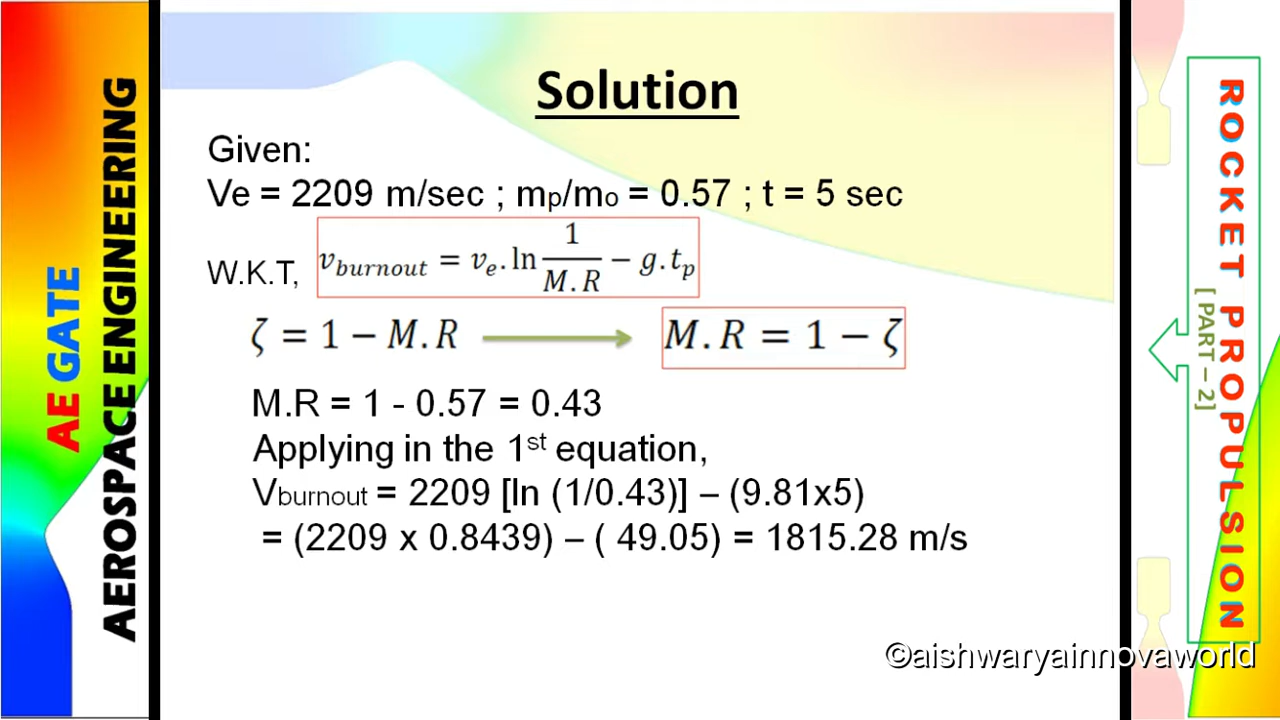 AE GATE
AEROSPACE ENGINEERING
Solution
Given:
Ve = 2209 m/sec ; mp/mo = 0.57 ; t = 5 sec
W.K.T, v_burnout = v_e. ln 1/M.R − g.t_p
ζ = 1 − M.R → M.R = 1 − ζ
M.R = 1 - 0.57 = 0.43
Applying in the 1st equation,
Vburnout = 2209 [ln (1/0.43)] – (9.81x5)
= (2209 x 0.8439) – ( 49.05) = 1815.28 m/s
ROCKET PROPULSION
[ PART – 2]
©aishwaryainnovaworld